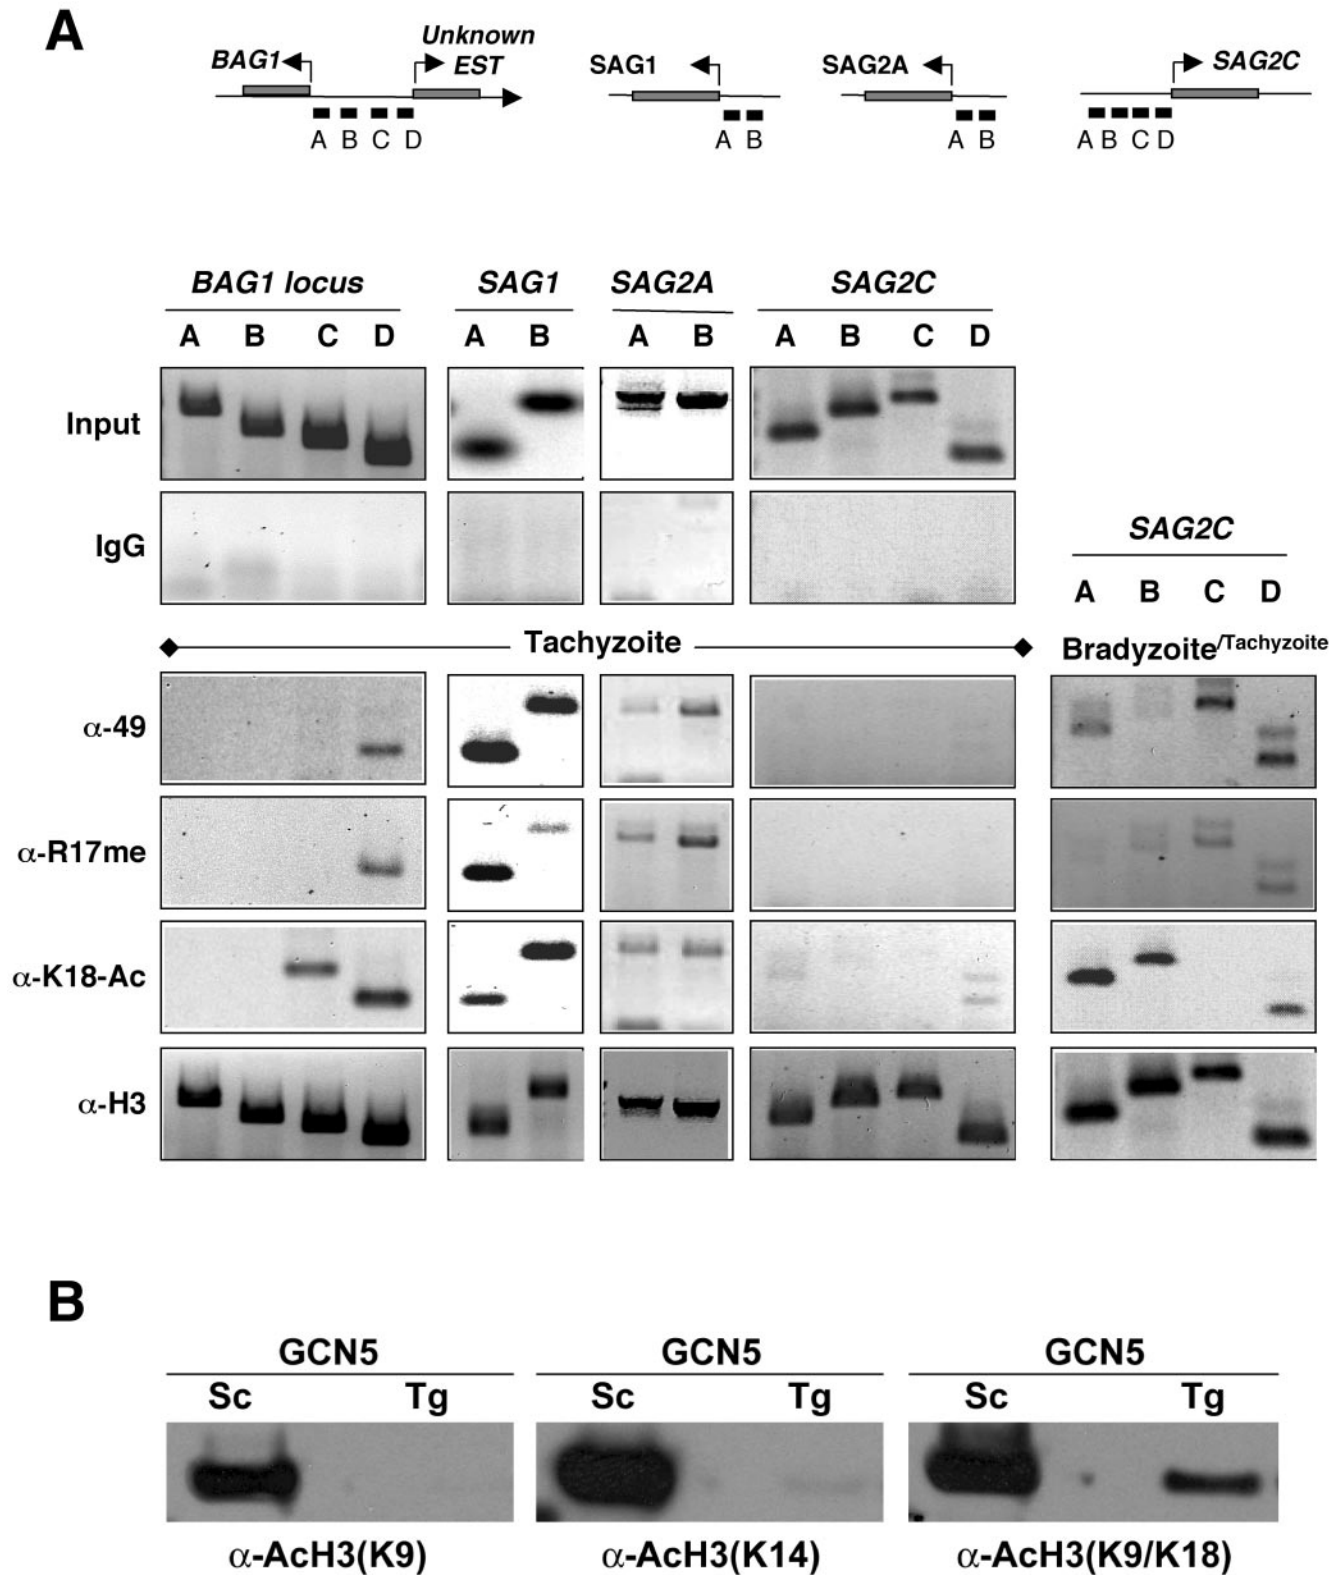 A
BAG1
Unknown
EST
SAG1
SAG2A
SAG2C
A B C D
A B
A B
A B C D
BAG1 locus
SAG1
SAG2A
SAG2C
A B C D
A B
A B
A B C D
Input
IgG
SAG2C
A B C D
Tachyzoite
Bradyzoite/Tachyzoite
α-49
α-R17me
α-K18-Ac
α-H3
B
GCN5
GCN5
GCN5
Sc Tg
Sc Tg
Sc Tg
α-AcH3(K9)
α-AcH3(K14)
α-AcH3(K9/K18)